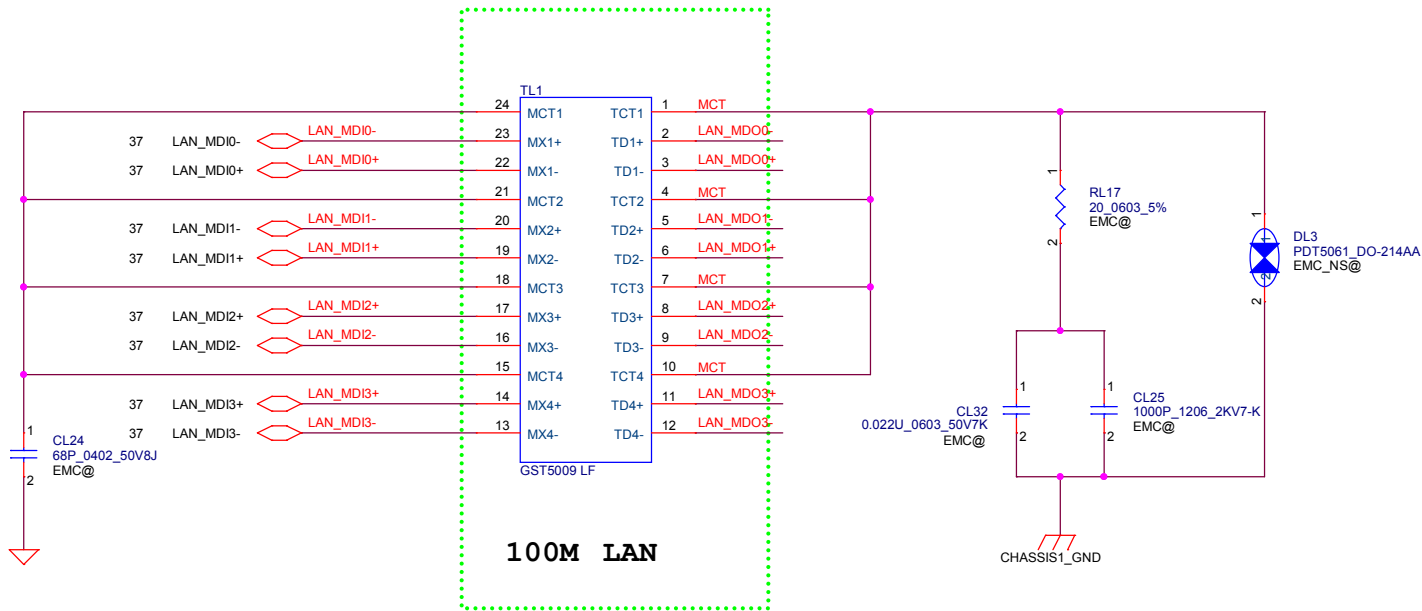 TL1
24 MCT1 TCT1 1 MCT
37 LAN_MDI0- LAN_MDI0- 23 MX1+ TD1+ 2 LAN_MDO0-
37 LAN_MDI0+ LAN_MDI0+ 22 MX1- TD1- 3 LAN_MDO0+
21 MCT2 TCT2 4 MCT
37 LAN_MDI1- LAN_MDI1- 20 MX2+ TD2+ 5 LAN_MDO1-
37 LAN_MDI1+ LAN_MDI1+ 19 MX2- TD2- 6 LAN_MDO1+
18 MCT3 TCT3 7 MCT
37 LAN_MDI2+ LAN_MDI2+ 17 MX3+ TD3+ 8 LAN_MDO2+
37 LAN_MDI2- LAN_MDI2- 16 MX3- TD3- 9 LAN_MDO2-
15 MCT4 TCT4 10 MCT
37 LAN_MDI3+ LAN_MDI3+ 14 MX4+ TD4+ 11 LAN_MDO3+
37 LAN_MDI3- LAN_MDI3- 13 MX4- TD4- 12 LAN_MDO3-
GST5009 LF
1
CL24
68P_0402_50V8J
EMC@
2
100M LAN
1
RL17
20_0603_5%
EMC@
2
1
DL3
PDT5061_DO-214AA
EMC_NS@
1
2
2
1
CL32
0.022U_0603_50V7K
EMC@
2
1
CL25
1000P_1206_2KV7-K
EMC@
2
CHASSIS1_GND